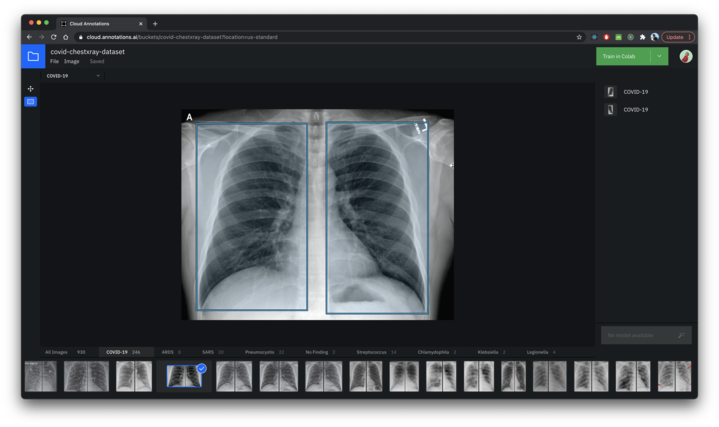 Cloud Annotations
cloud.annotations.ai/buckets/covid-chestxray-dataset?location=us-standard
Update
covid-chestxray-dataset
File Image Saved
Train in Colab
COVID-19
COVID-19
COVID-19
A
No model available
All Images 930
COVID-19 346
ARDS
SARS
Pneumocystis
No Finding
Streptococcus
Chlamydophila
Klebsiella
Legionella